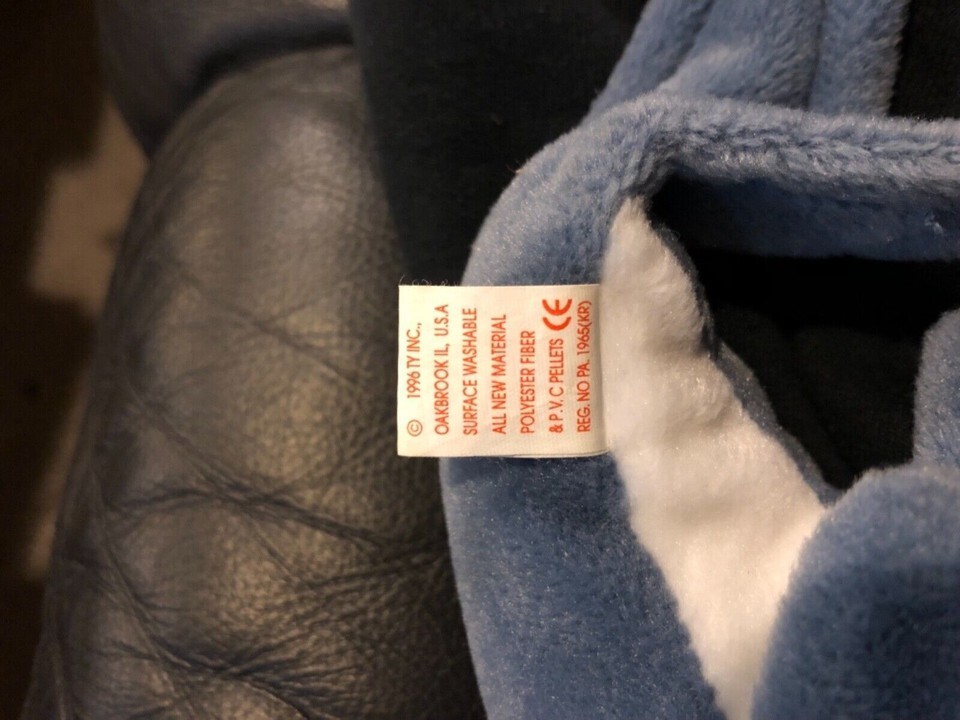 © 1996 TY INC.,
OAKBROOK IL, U.S.A
SURFACE WASHABLE
ALL NEW MATERIAL
POLYESTER FIBER
& P.V.C PELLETS CE
REG. NO PA. 1965(KR)